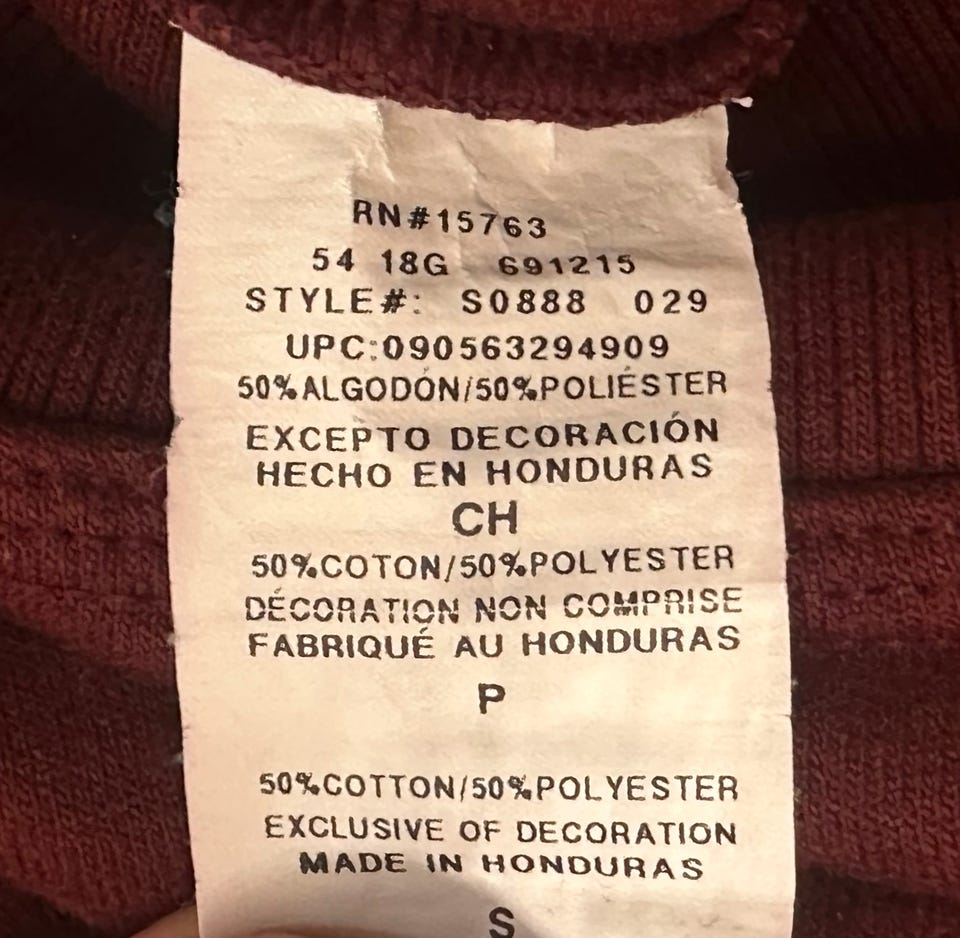 RN#15763
54 18G 691215
STYLE#: S0888 029
UPC:090563294909
50%ALGODÓN/50%POLIÉSTER
EXCEPTO DECORACIÓN
HECHO EN HONDURAS
CH
50%COTON/50%POLYESTER
DÉCORATION NON COMPRISE
FABRIQUÉ AU HONDURAS
P
50%COTTON/50%POLYESTER
EXCLUSIVE OF DECORATION
MADE IN HONDURAS
S